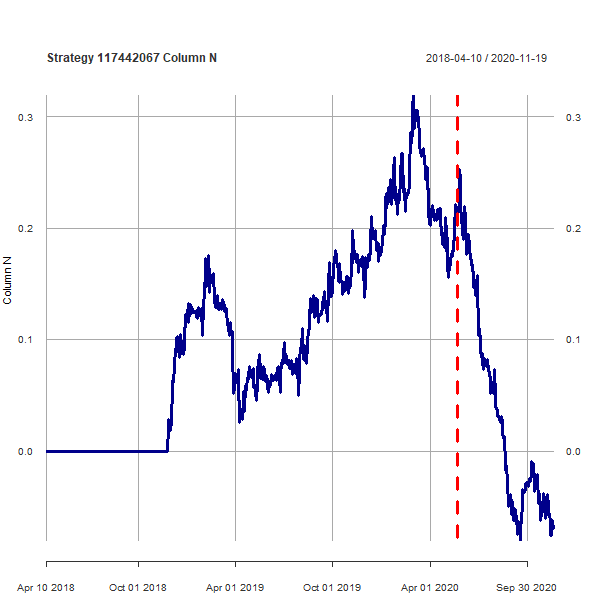 Strategy 117442067 Column N
2018-04-10 / 2020-11-19
0.3
0.3
0.2
0.2
Column N
0.1
0.1
0.0
0.0
Apr 10 2018
Oct 01 2018
Apr 01 2019
Oct 01 2019
Apr 01 2020
Sep 30 2020